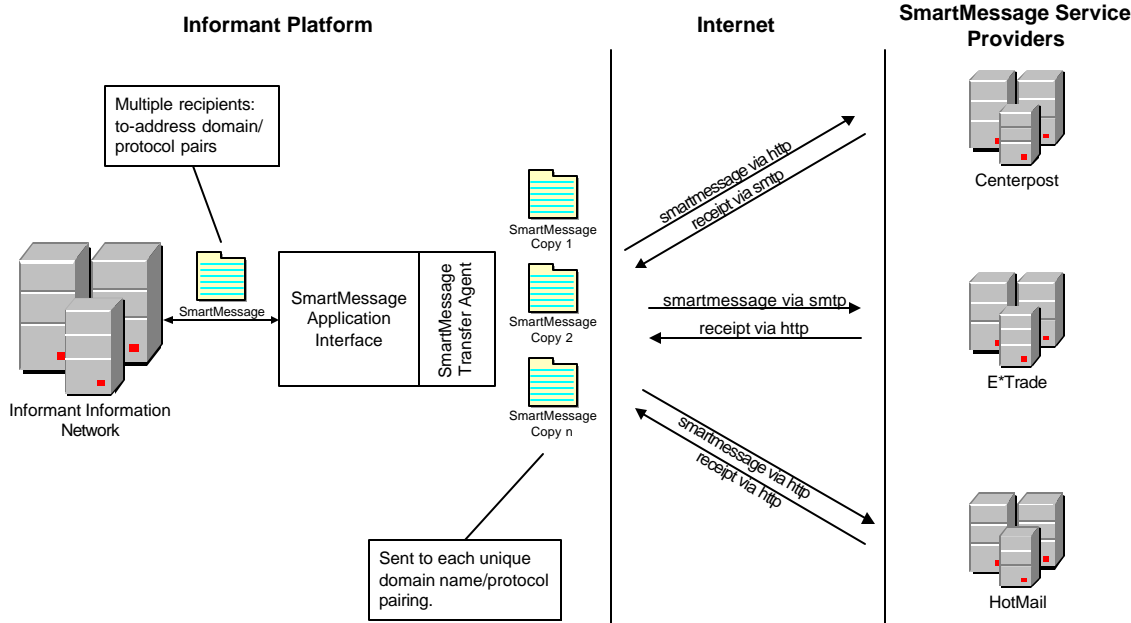 Informant Platform
Internet
SmartMessage Service
Providers
Multiple recipients:
to-address domain/
protocol pairs
SmartMessage
SmartMessage
Application
Interface
SmartMessage
Transfer Agent
SmartMessage
Copy 1
SmartMessage
Copy 2
SmartMessage
Copy n
Informant Information
Network
Sent to each unique
domain name/protocol
pairing.
smartmessage via http
receipt via smtp
smartmessage via smtp
receipt via http
smartmessage via http
receipt via http
Centerpost
E*Trade
HotMail